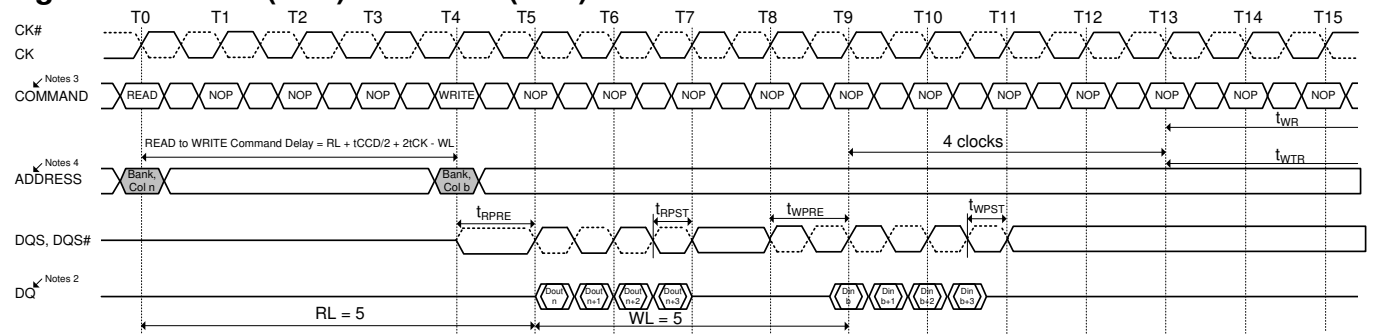 T0 T1 T2 T3 T4 T5 T6 T7 T8 T9 T10 T11 T12 T13 T14 T15
CK#
CK
Notes 3
COMMAND READ NOP NOP NOP WRITE NOP NOP NOP NOP NOP NOP NOP NOP NOP NOP NOP
tWR
READ to WRITE Command Delay = RL + tCCD/2 + 2tCK - WL
4 clocks
tWTR
Notes 4
ADDRESS
Bank, Col n
Bank, Col b
tRPRE tRPST tWPRE tWPST
DQS, DQS#
Notes 2
DQ
Dout n
Dout n+1
Dout n+2
Dout n+3
Din b
Din b+1
Din b+2
Din b+3
RL = 5 WL = 5